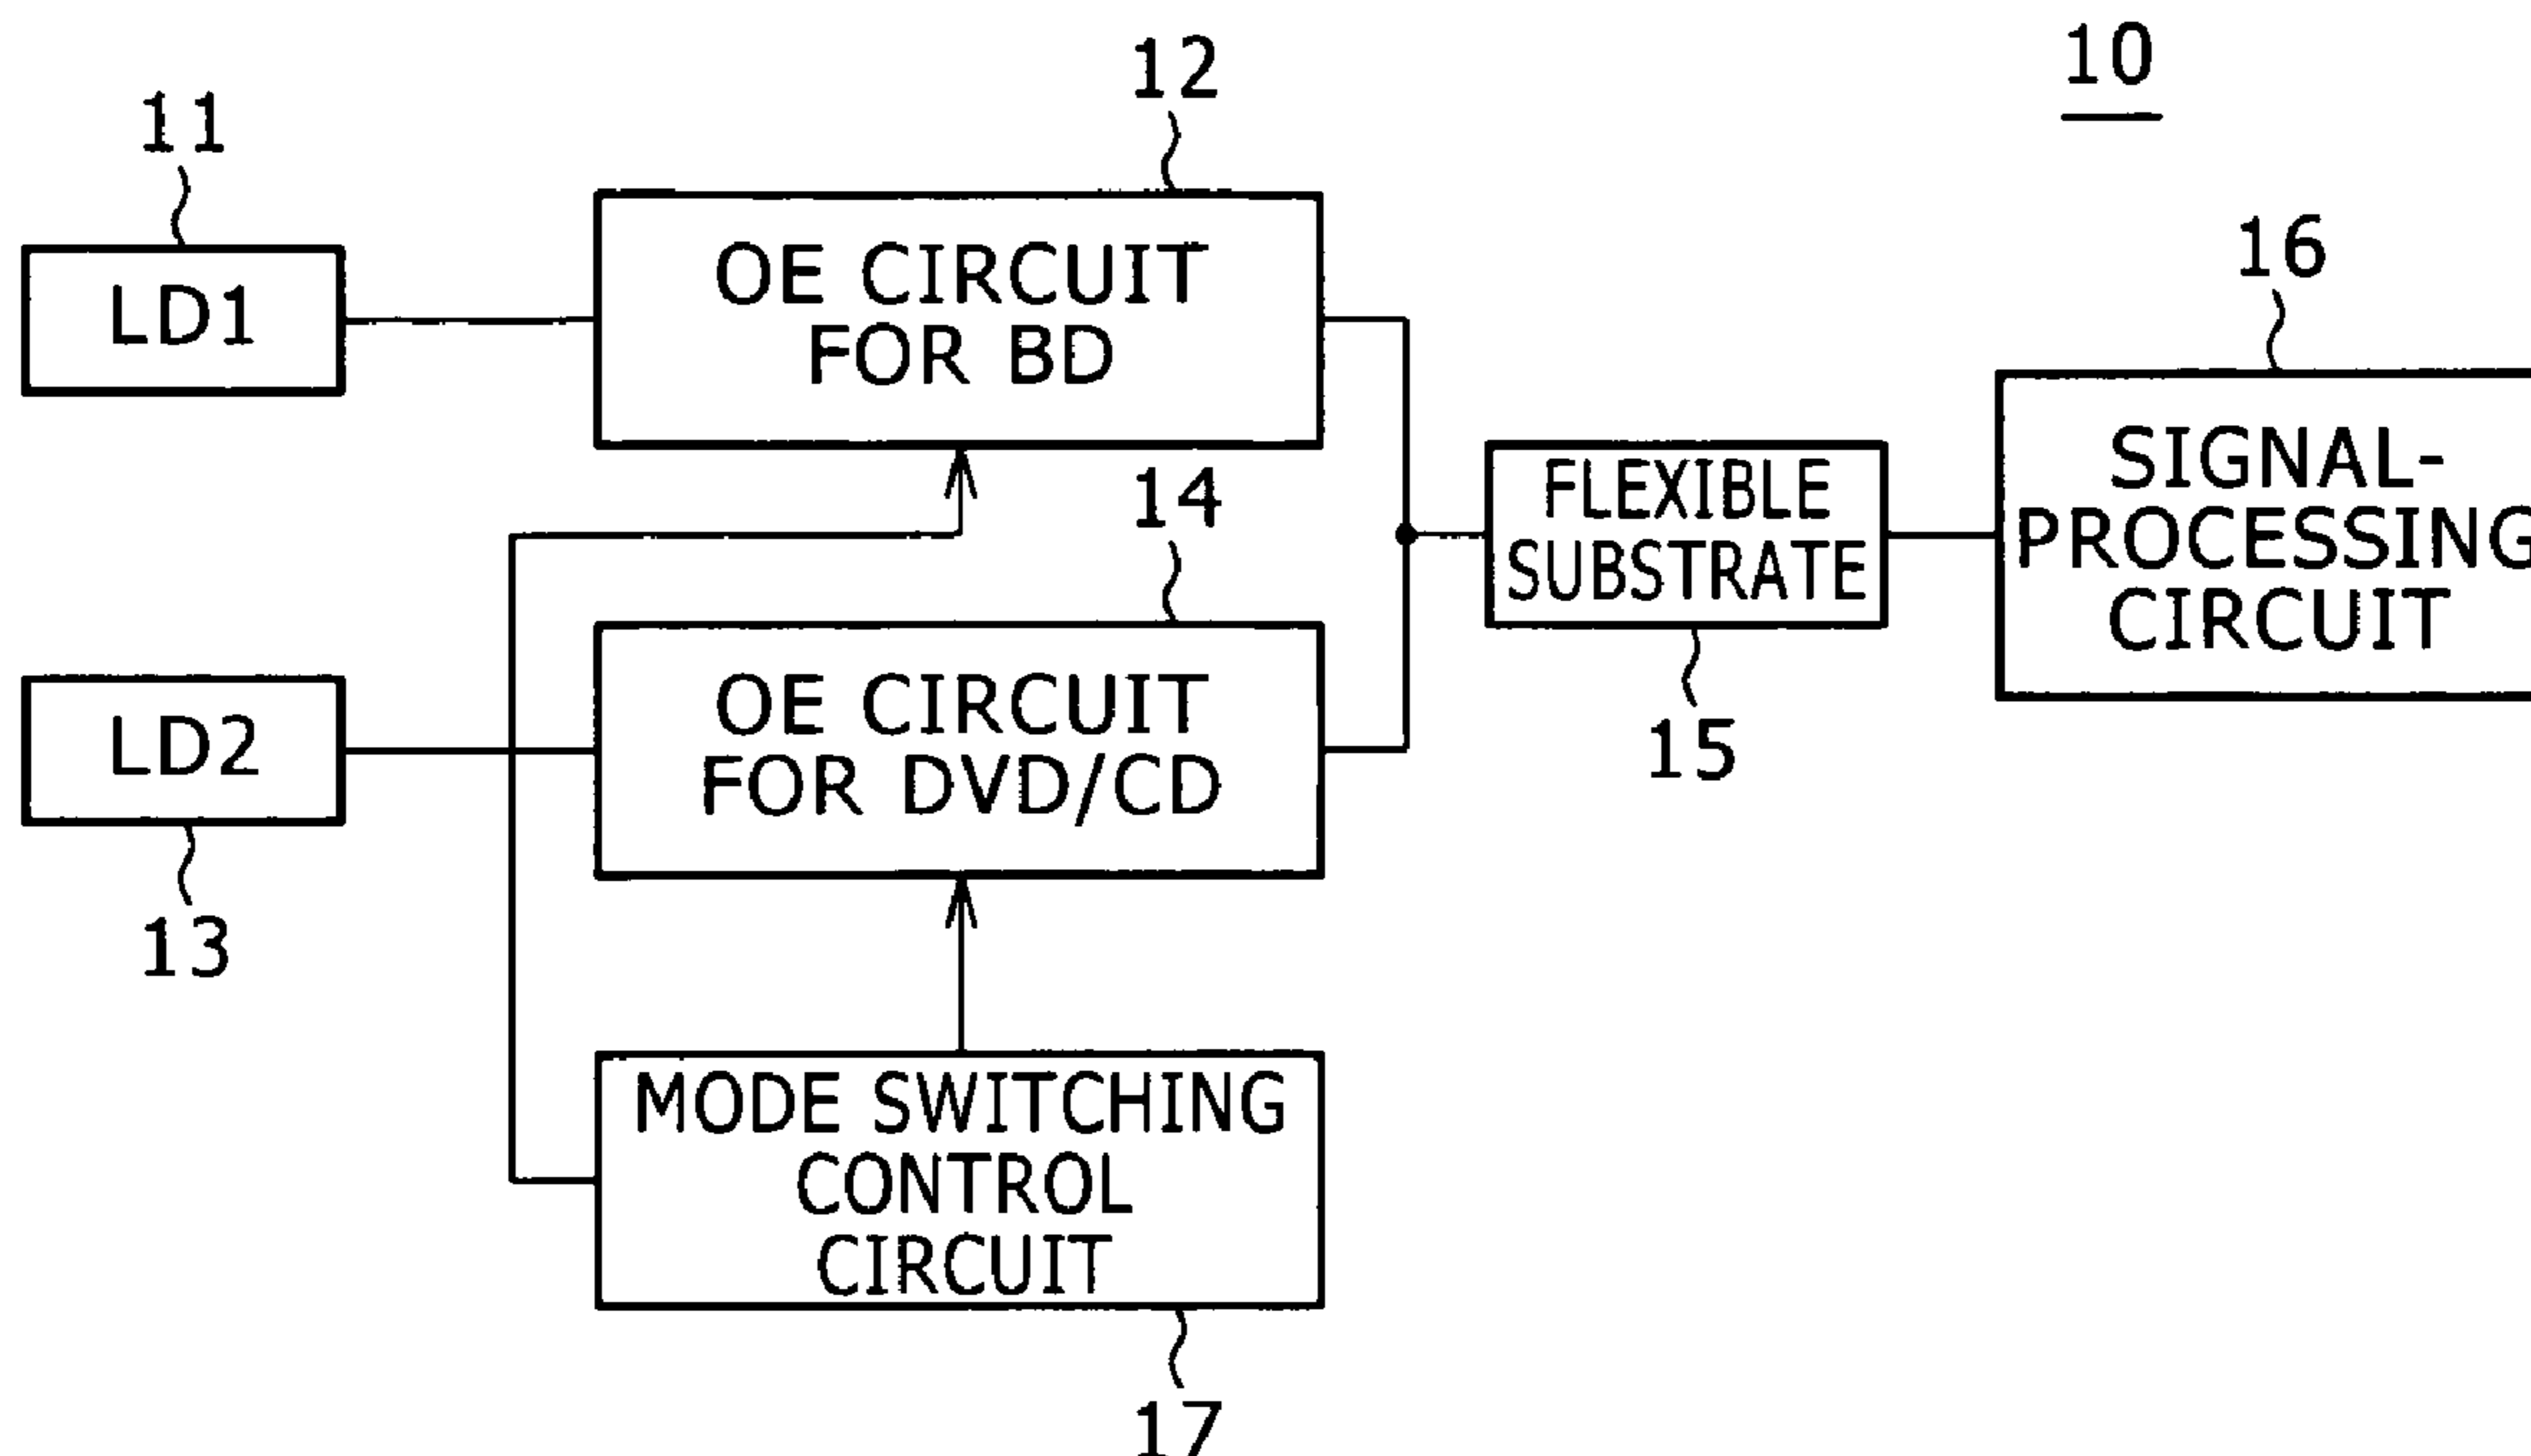 10
12
11
OE CIRCUIT
FOR BD
LD1
16
SIGNAL-
PROCESSING
CIRCUIT
14
FLEXIBLE
SUBSTRATE
15
OE CIRCUIT
FOR DVD/CD
LD2
13
MODE SWITCHING
CONTROL
CIRCUIT
17